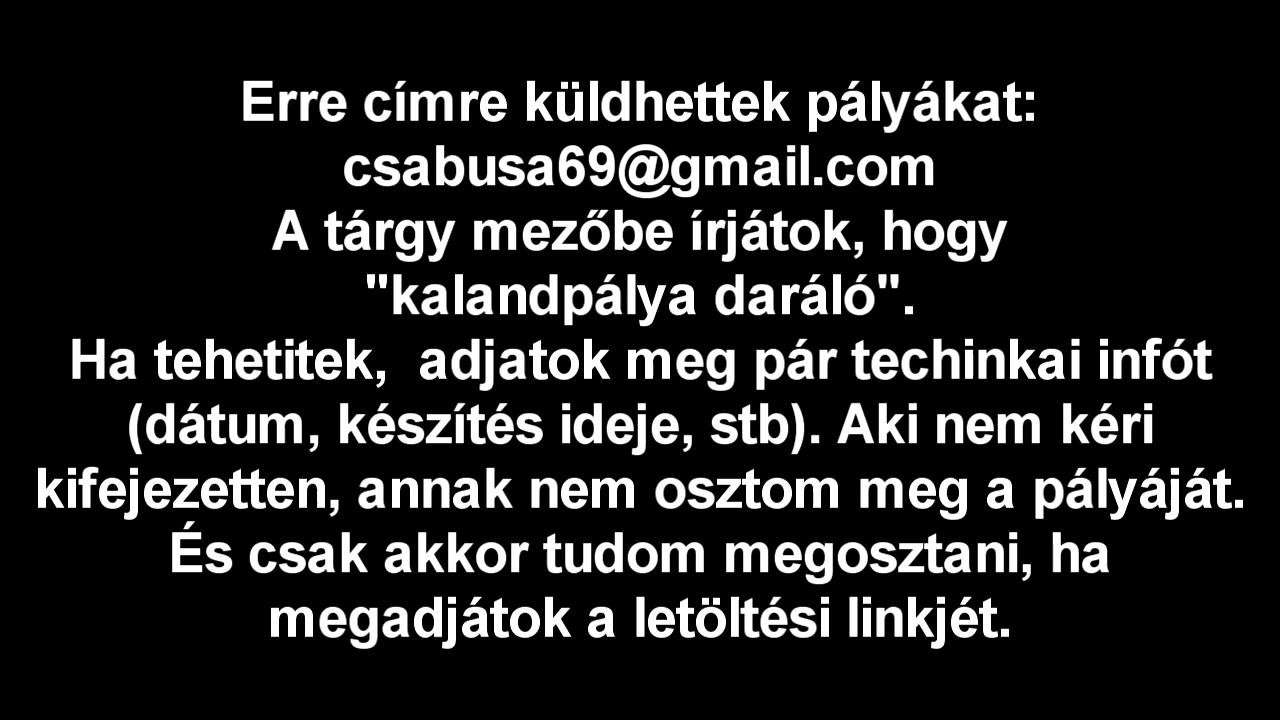 Erre címre küldhettek pályákat:
csabusa69@gmail.com
A tárgy mezőbe írjátok, hogy
"kalandpálya daráló".
Ha tehetitek,  adjatok meg pár techinkai infót
(dátum, készítés ideje, stb). Aki nem kéri
kifejezetten, annak nem osztom meg a pályáját.
És csak akkor tudom megosztani, ha
megadjátok a letöltési linkjét.